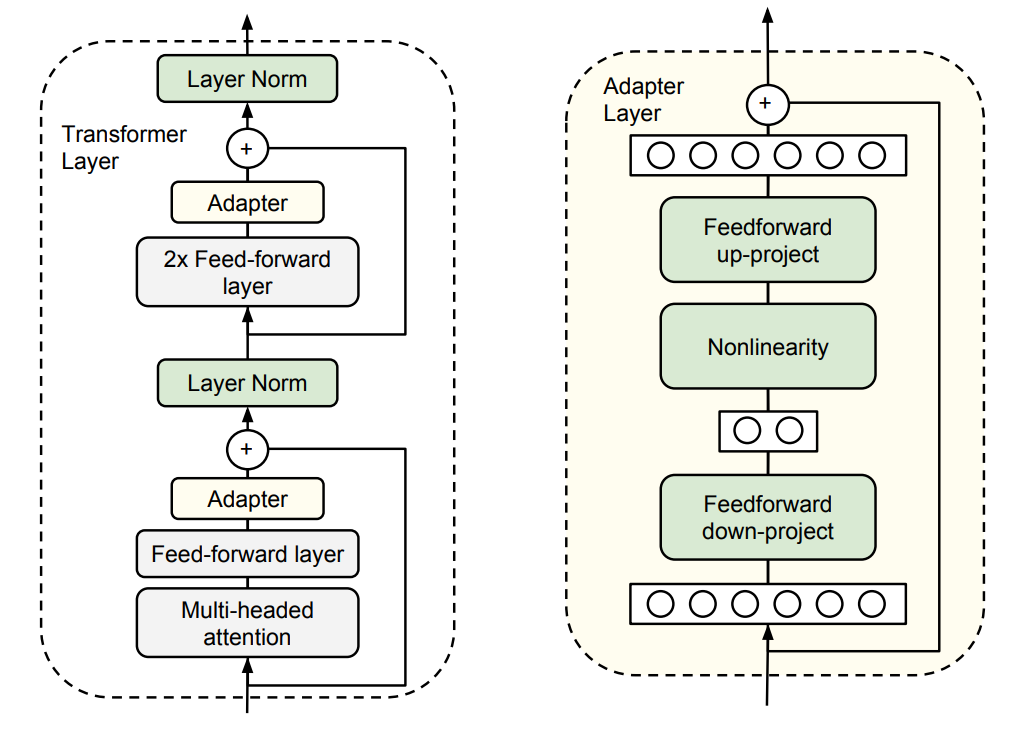 Layer Norm
Transformer
Layer
+
Adapter
2x Feed-forward
layer
Layer Norm
+
Adapter
Feed-forward layer
Multi-headed
attention
Adapter
Layer
+
Feedforward
up-project
Nonlinearity
Feedforward
down-project